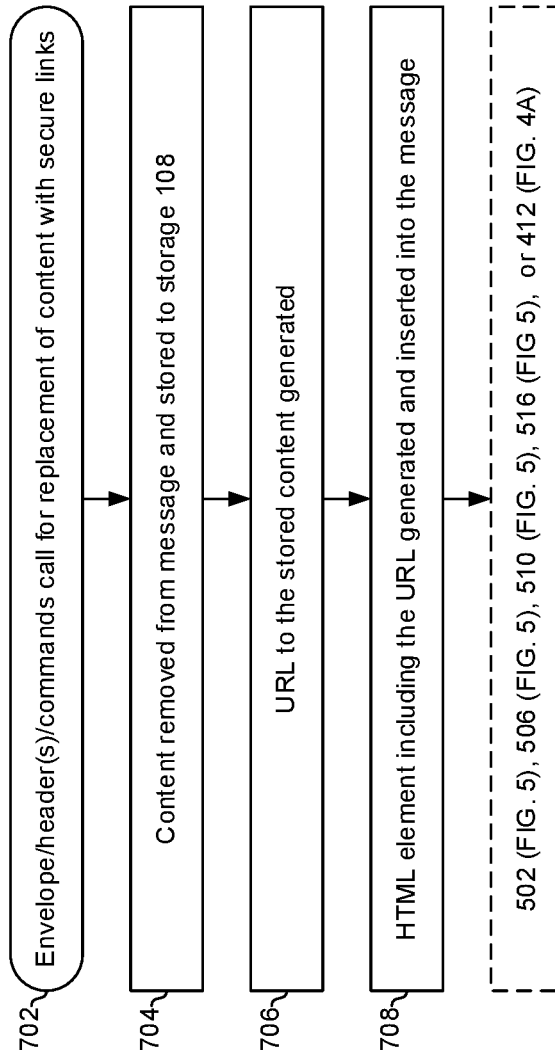 702
Envelope/header(s)/commands call for replacement of content with secure links
704
Content removed from message and stored to storage 108
706
URL to the stored content generated
708
HTML element including the URL generated and inserted into the message
502 (FIG. 5), 506 (FIG. 5), 510 (FIG. 5), 516 (FIG 5), or 412 (FIG. 4A)